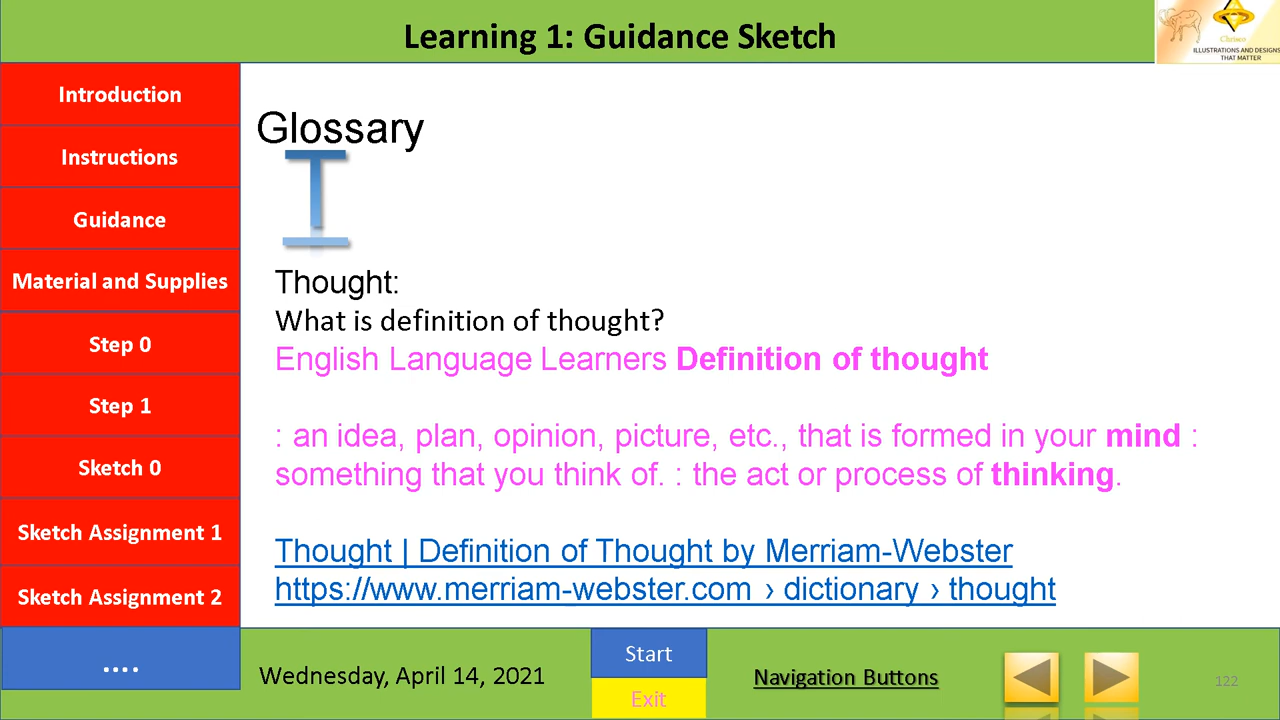 Learning 1: Guidance Sketch
Chrisco
ILLUSTRATIONS AND DESIGNS
THAT MATTER
Introduction
Instructions
Guidance
Material and Supplies
Step 0
Step 1
Sketch 0
Sketch Assignment 1
Sketch Assignment 2
....
Glossary
I
Thought:
What is definition of thought?
English Language Learners Definition of thought
: an idea, plan, opinion, picture, etc., that is formed in your mind :
something that you think of. : the act or process of thinking.
Thought | Definition of Thought by Merriam-Webster
https://www.merriam-webster.com › dictionary › thought
Wednesday, April 14, 2021
Start
Exit
Navigation Buttons
122